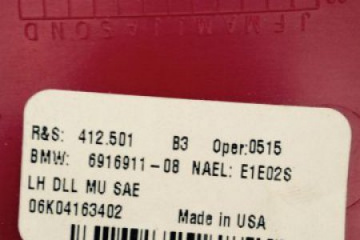 J F M A M J J A S O N D
R&S: 412.501 B3 Oper:0515
BMW: 6916911-08 NAEL: E1E02S
LH DLL MU SAE
06K04163402 Made in USA